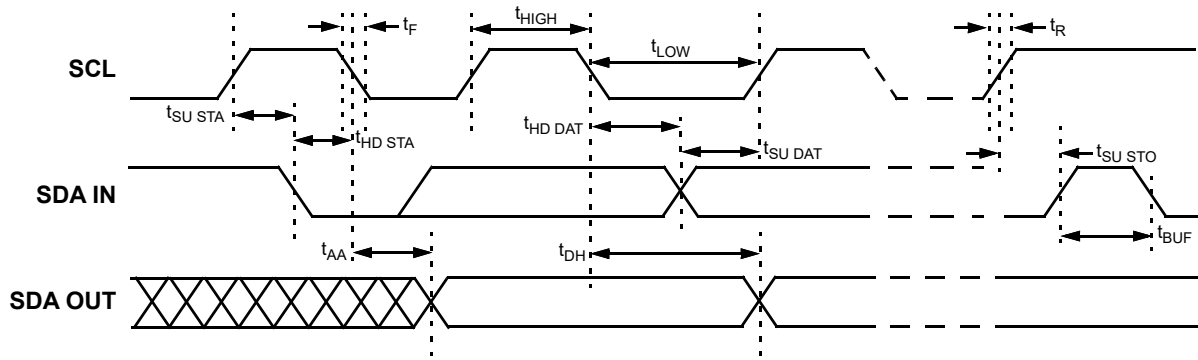 tF
tHIGH
tR
tLOW
SCL
tSU STA
tHD STA
tHD DAT
tSU DAT
tSU STO
SDA IN
tAA
tDH
tBUF
SDA OUT